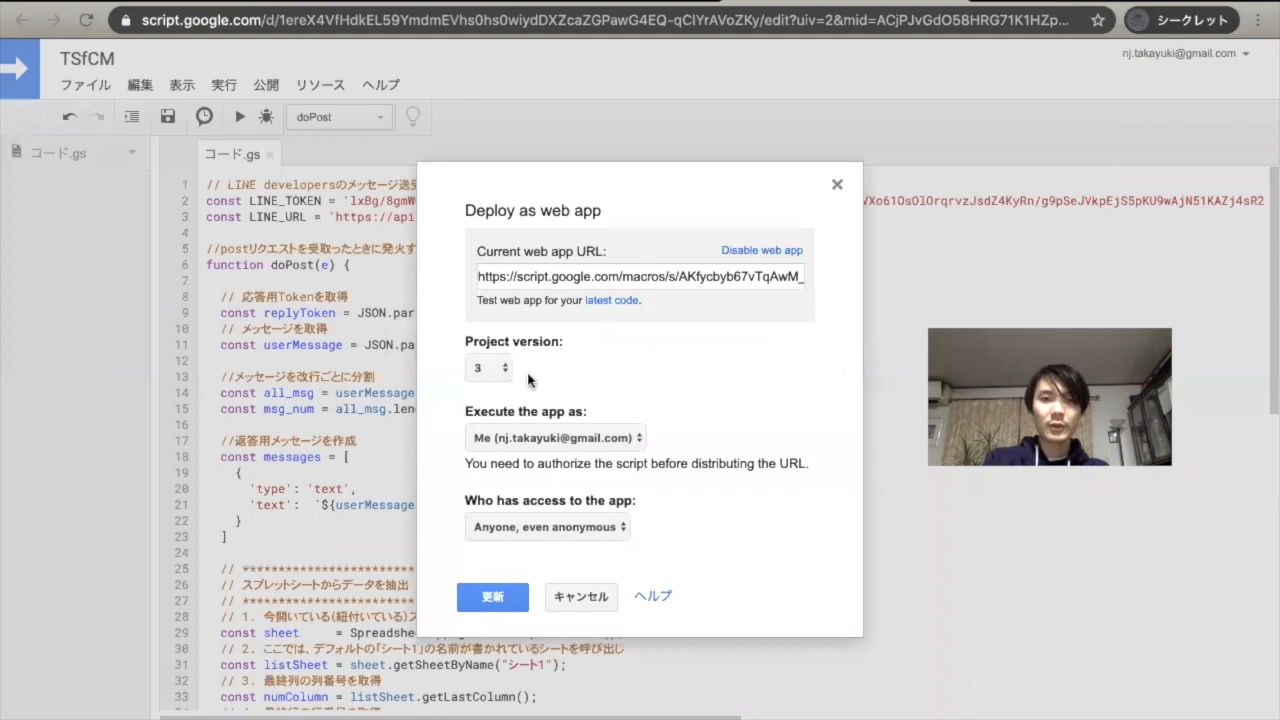 script.google.com/d/1ereX4VfHdkEL59YmdmEVhs0hs0wiydDXZcaZGPawG4EQ-qClYrAVoZKy/edit?uiv=2&mid=ACjPJvGdO58HRG71K1HZp...
シークレット
TSfCM
nj.takayuki@gmail.com
ファイル 編集 表示 実行 公開 リソース ヘルプ
doPost
コード.gs
コード.gs
1 // LINE developersのメッセージ送受
2 const LINE_TOKEN = 'lxBg/8gmW
VXo61OsOlOrqrvzJsdZ4KyRn/g9pSeJVkpEjS5pKU9wAjN51KAZj4sR2
3 const LINE_URL = 'https://api
4
5 //postリクエストを受取ったときに発火す
6 function doPost(e) {
7
8 // 応答用Tokenを取得
9 const replyToken = JSON.par
10 // メッセージを取得
11 const userMessage = JSON.pa
12
13 //メッセージを改行ごとに分割
14 const all_msg = userMessage
15 const msg_num = all_msg.len
16
17 //返答用メッセージを作成
18 const messages = [
19 {
20 'type': 'text',
21 'text': `${userMessage
22 }
23 ]
24
25 // ***********************
26 // スプレットシートからデータを抽出
27 // ***********************
28 // 1. 今開いている(紐付いている)ス
29 const sheet = Spreadshe
30 // 2. ここでは、デフォルトの「シート1」の名前が書かれているシートを呼び出し
31 const listSheet = sheet.getSheetByName("シート1");
32 // 3. 最終列の列番号を取得
33 const numColumn = listSheet.getLastColumn();
Deploy as web app
Current web app URL: Disable web app
https://script.google.com/macros/s/AKfycbyb67vTqAwM_
Test web app for your latest code.
Project version:
3
Execute the app as:
Me (nj.takayuki@gmail.com)
You need to authorize the script before distributing the URL.
Who has access to the app:
Anyone, even anonymous
更新 キャンセル ヘルプ